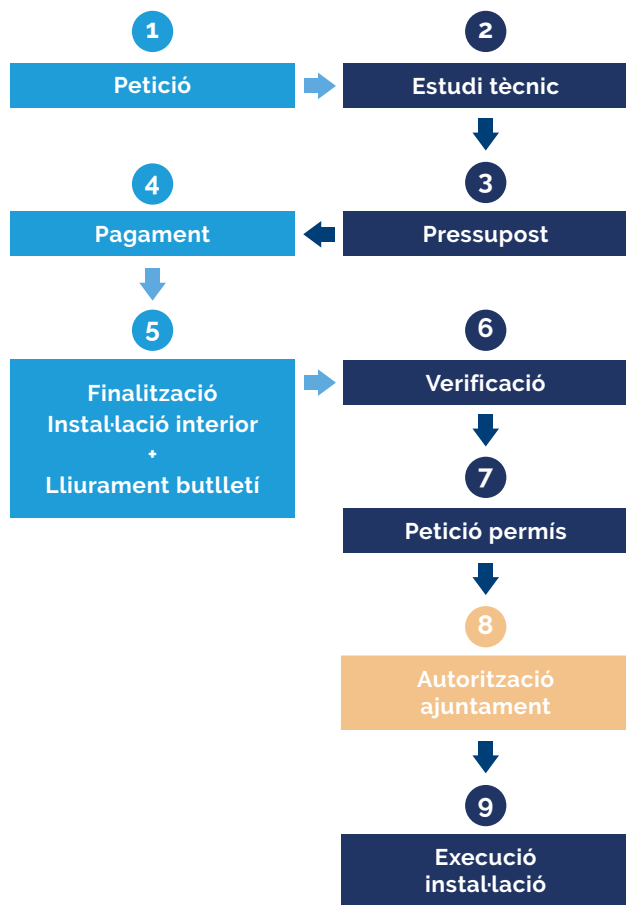 1
Petició
2
Estudi tècnic
3
Pressupost
4
Pagament
5
Finalització
Instal·lació interior
+
Lliurament butlletí
6
Verificació
7
Petició permís
8
Autorització
ajuntament
9
Execució
instal·lació